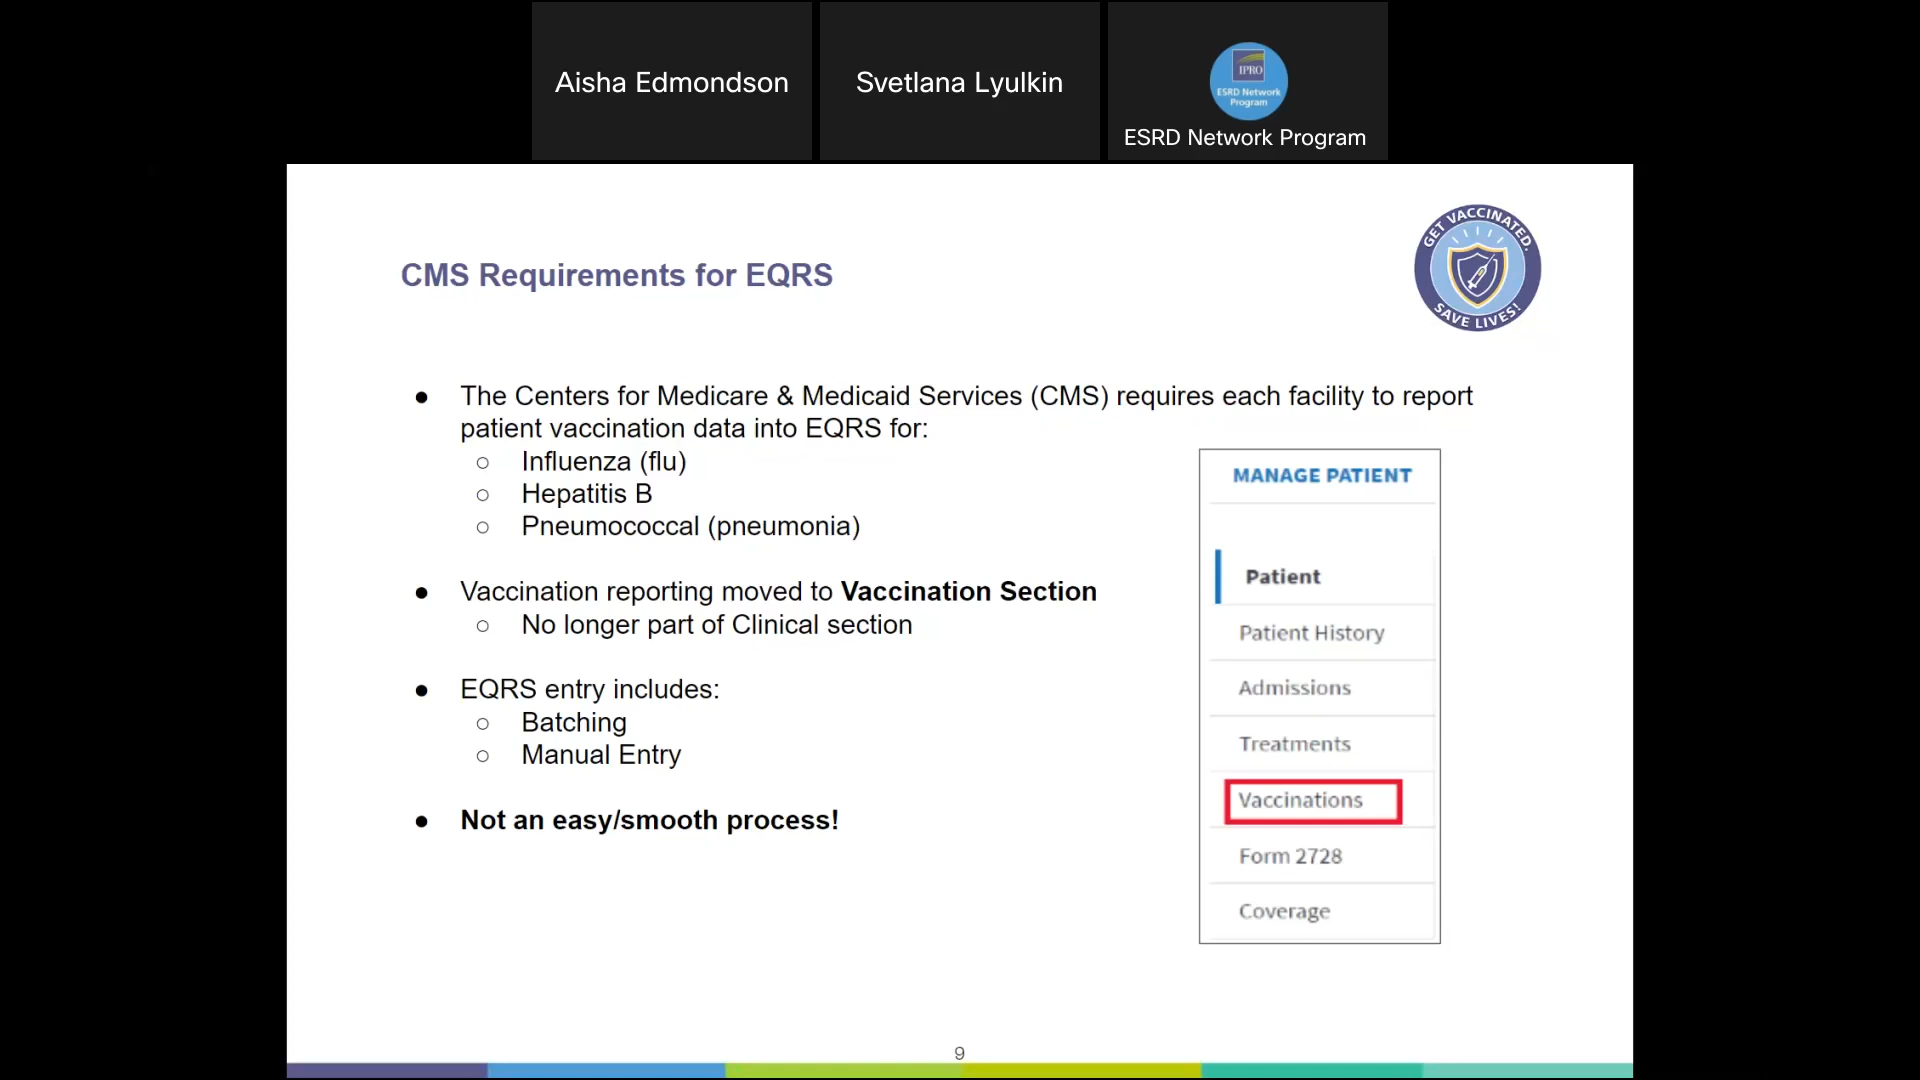 Aisha Edmondson
Svetlana Lyulkin
IPRO
ESRD Network
Program
ESRD Network Program
GET VACCINATED.
SAVE LIVES!
CMS Requirements for EQRS
● The Centers for Medicare & Medicaid Services (CMS) requires each facility to report
patient vaccination data into EQRS for:
○ Influenza (flu)
○ Hepatitis B
○ Pneumococcal (pneumonia)
● Vaccination reporting moved to Vaccination Section
○ No longer part of Clinical section
● EQRS entry includes:
○ Batching
○ Manual Entry
● Not an easy/smooth process!
MANAGE PATIENT
Patient
Patient History
Admissions
Treatments
Vaccinations
Form 2728
Coverage
9